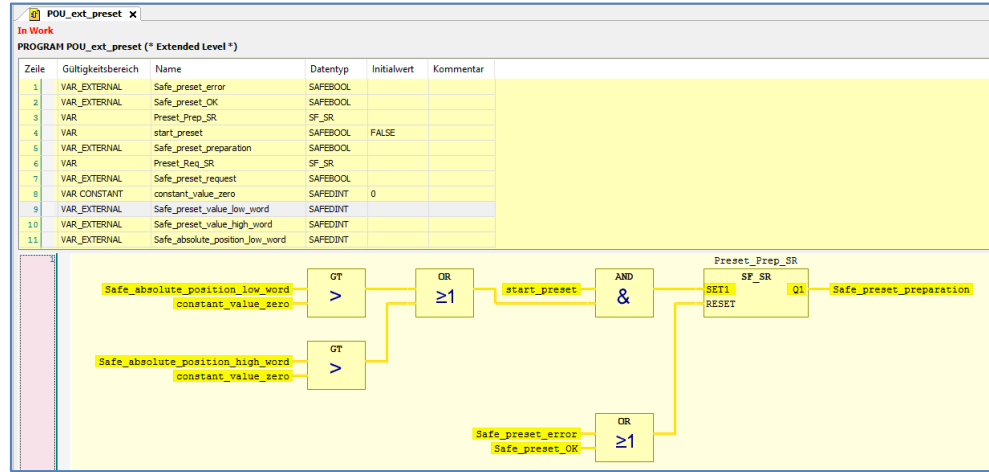 POU_ext_preset x
In Work
PROGRAM POU_ext_preset (* Extended Level *)
Zeile Gültigkeitsbereich Name Datentyp Initialwert Kommentar
1 VAR_EXTERNAL Safe_preset_error SAFEBOOL
2 VAR_EXTERNAL Safe_preset_OK SAFEBOOL
3 VAR Preset_Prep_SR SF_SR
4 VAR start_preset SAFEBOOL FALSE
5 VAR_EXTERNAL Safe_preset_preparation SAFEBOOL
6 VAR Preset_Req_SR SF_SR
7 VAR_EXTERNAL Safe_preset_request SAFEBOOL
8 VAR CONSTANT constant_value_zero SAFEDINT 0
9 VAR_EXTERNAL Safe_preset_value_low_word SAFEDINT
10 VAR_EXTERNAL Safe_preset_value_high_word SAFEDINT
11 VAR_EXTERNAL Safe_absolute_position_low_word SAFEDINT
1
Preset_Prep_SR
GT OR AND SF_SR
Safe_absolute_position_low_word > ≥1 start_preset & SET1 Q1 Safe_preset_preparation
constant_value_zero RESET
GT
Safe_absolute_position_high_word >
constant_value_zero
OR
Safe_preset_error ≥1
Safe_preset_OK